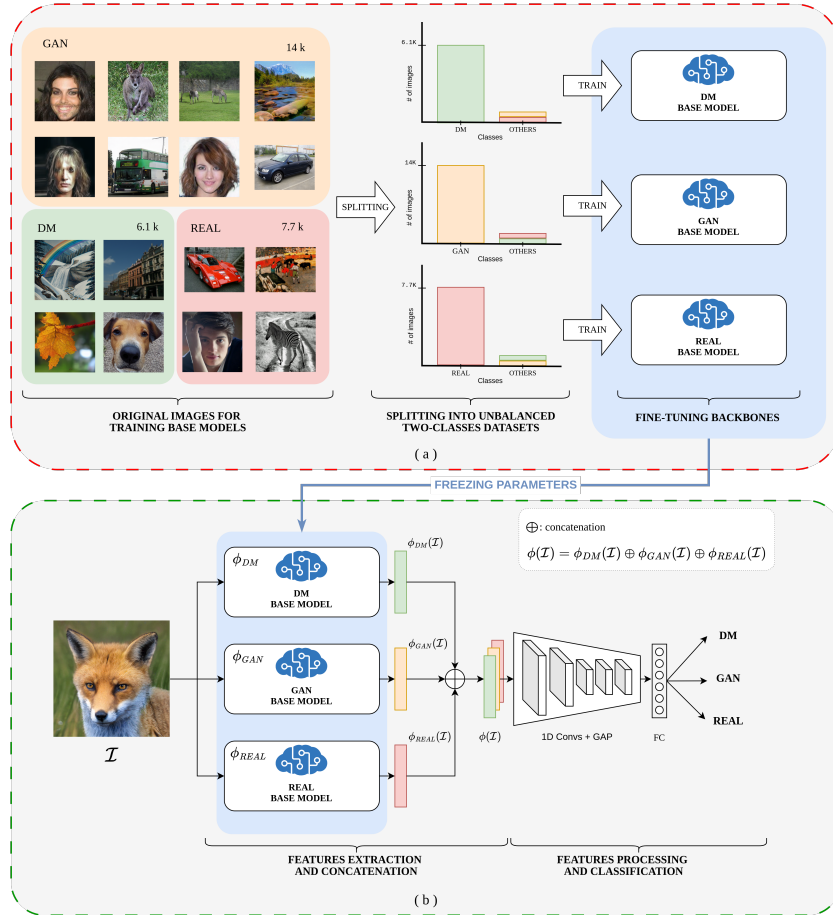 GAN
14 k
DM
6.1 k
REAL
7.7 k
SPLITTING
6.1K
# of images
DM
OTHERS
Classes
14K
# of images
GAN
OTHERS
Classes
7.7K
# of images
REAL
OTHERS
Classes
TRAIN
TRAIN
TRAIN
DM
BASE MODEL
GAN
BASE MODEL
REAL
BASE MODEL
ORIGINAL IMAGES FOR
TRAINING BASE MODELS
SPLITTING INTO UNBALANCED
TWO-CLASSES DATASETS
FINE-TUNING BACKBONES
( a )
FREEZING PARAMETERS
⊕: concatenation
ϕ(ℐ) = ϕ_DM(ℐ) ⊕ ϕ_GAN(ℐ) ⊕ ϕ_REAL(ℐ)
ℐ
ϕ_DM
DM
BASE MODEL
ϕ_GAN
GAN
BASE MODEL
ϕ_REAL
REAL
BASE MODEL
ϕ_DM(ℐ)
ϕ_GAN(ℐ)
ϕ_REAL(ℐ)
ϕ(ℐ)
1D Convs + GAP
FC
DM
GAN
REAL
FEATURES EXTRACTION
AND CONCATENATION
FEATURES PROCESSING
AND CLASSIFICATION
( b )